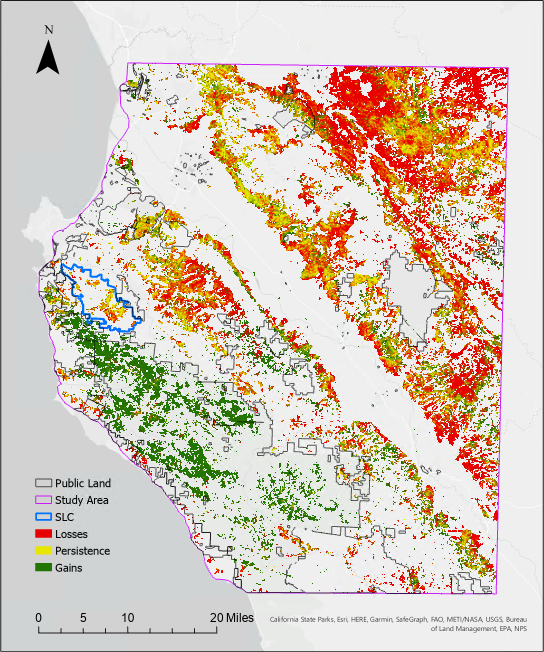 N
Public Land
Study Area
SLC
Losses
Persistence
Gains
0 5 10 20 Miles
California State Parks, Esri, HERE, Garmin, SafeGraph, FAO, METI/NASA, USGS, Bureau
of Land Management, EPA, NPS